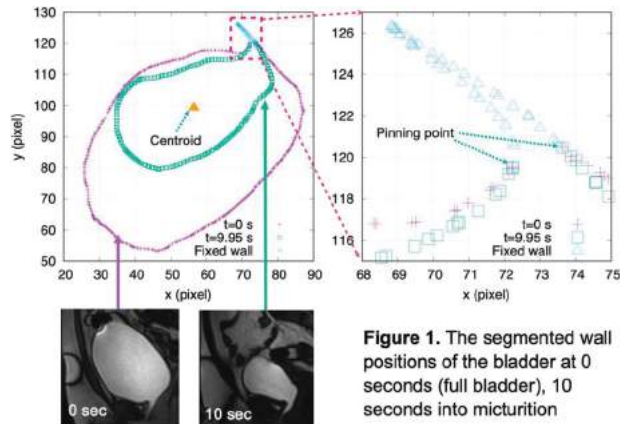 130
120
110
100
90
80
70
60
50
20 30 40 50 60 70 80 90
y (pixel)
x (pixel)
Centroid
t=0 s
t=9.95 s
Fixed wall
128
126
124
122
120
118
116
68 69 70 71 72 73 74 75
y (pixel)
x (pixel)
Pinning point
t=0 s
t=9.95 s
Fixed wall
0 sec
10 sec
Figure 1. The segmented wall
positions of the bladder at 0
seconds (full bladder), 10
seconds into micturition